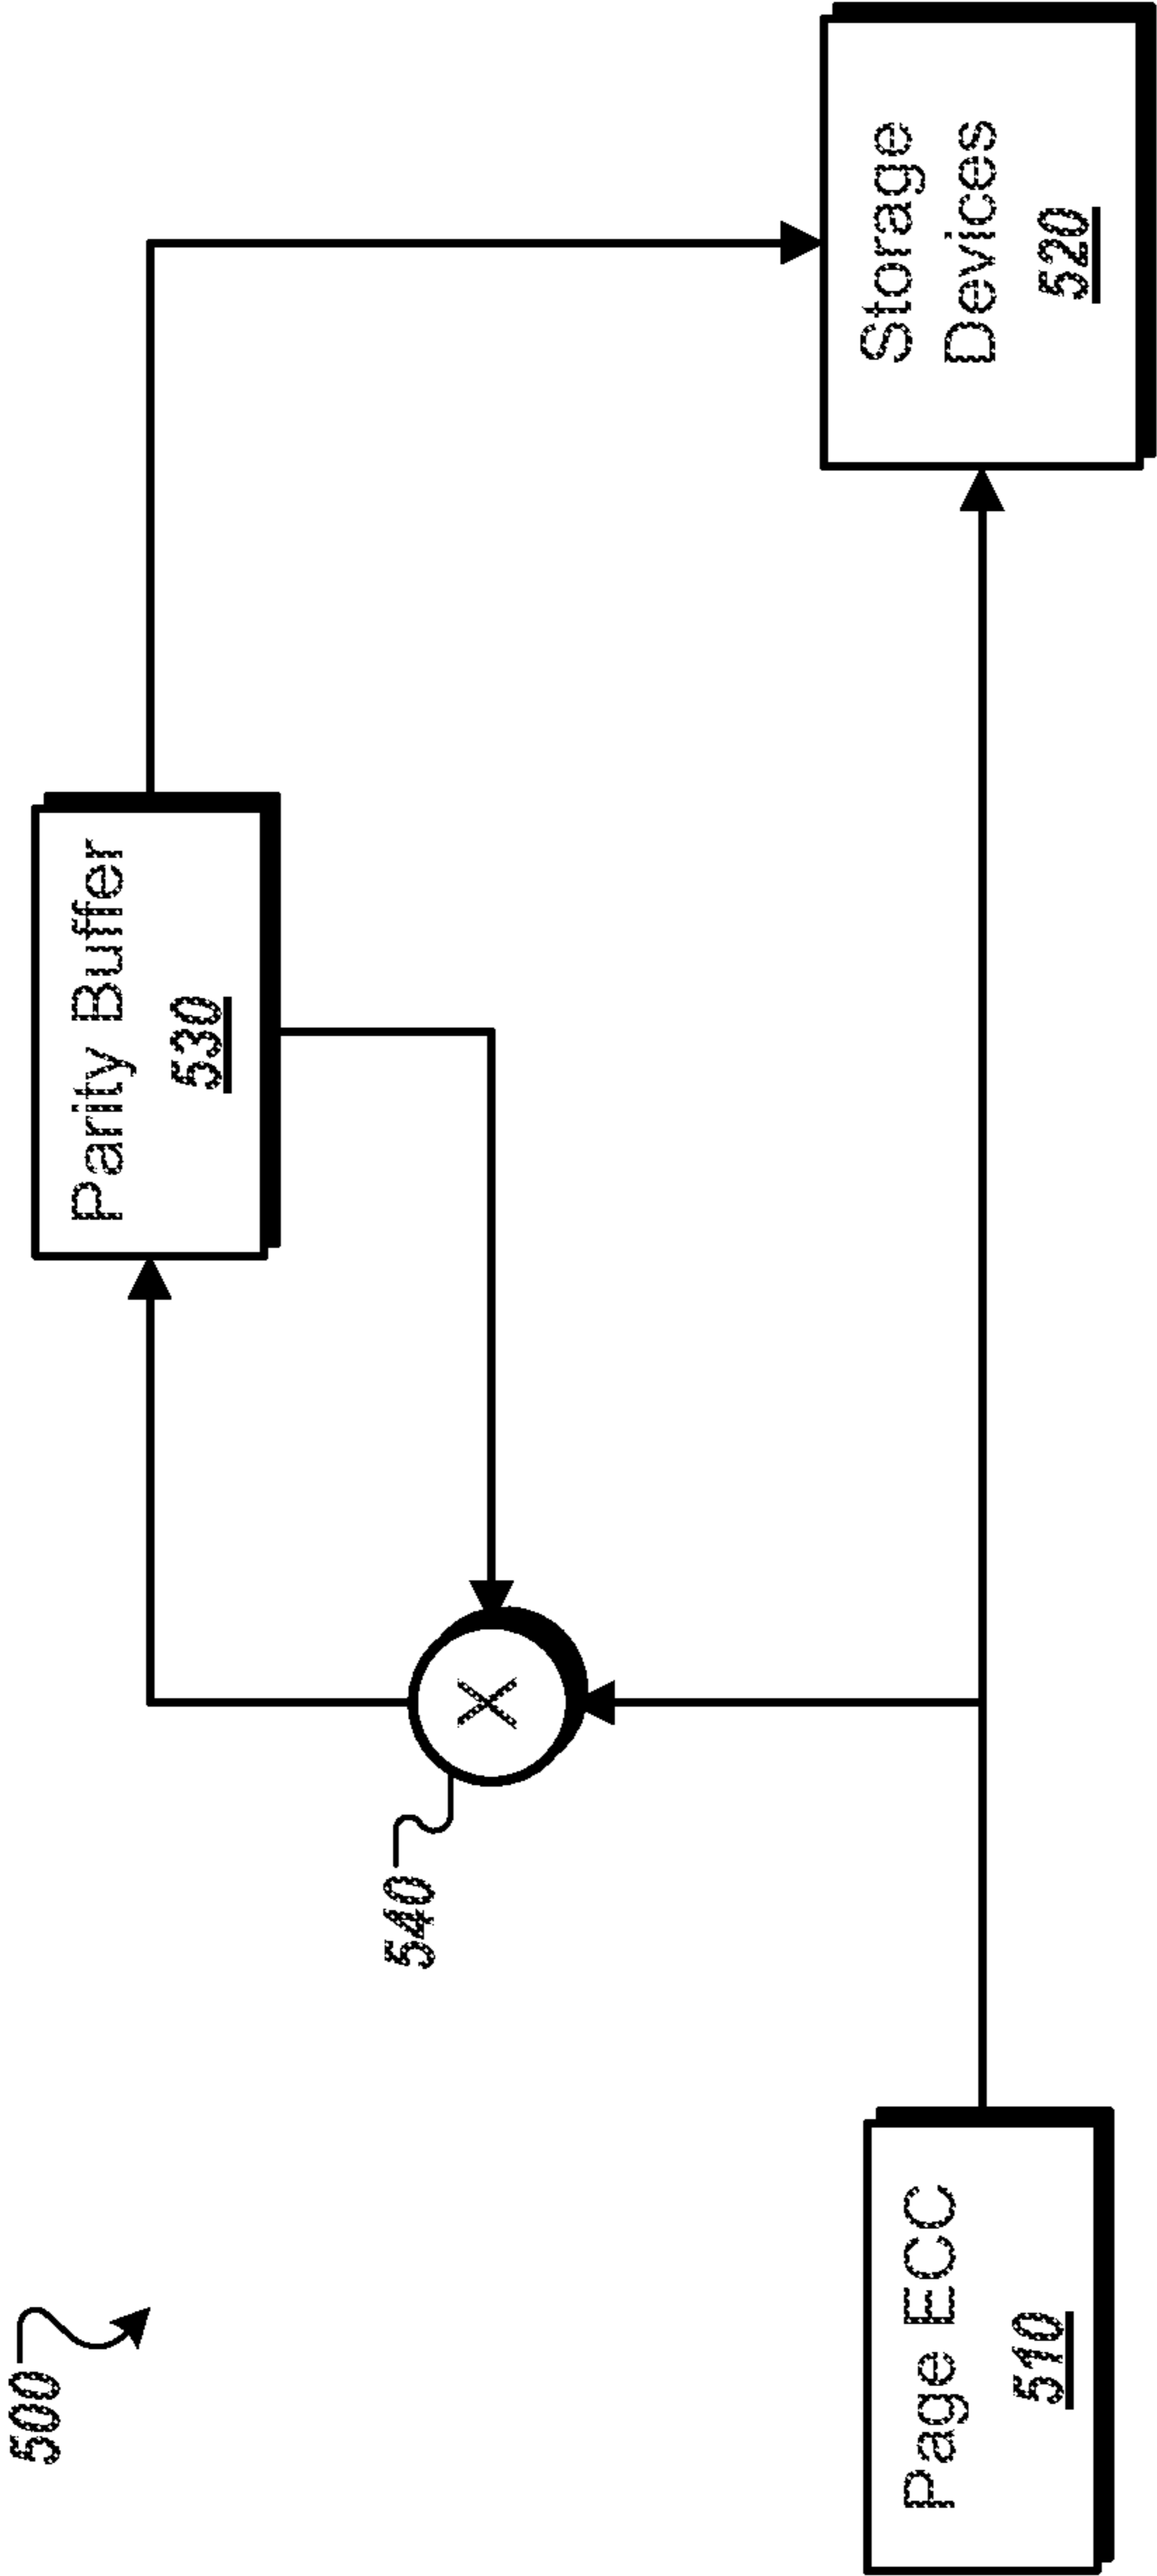 500
Parity Buffer
530
540
X
Storage
Devices
520
Page ECC
510